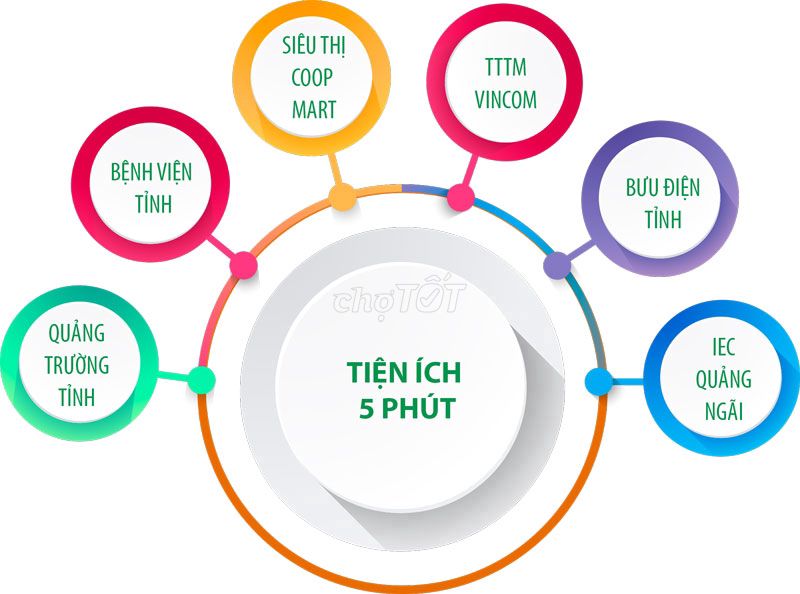 SIÊU THỊ
COOP
MART
TTTM
VINCOM
BỆNH VIỆN
TỈNH
BƯU ĐIỆN
TỈNH
QUẢNG
TRƯỜNG
TỈNH
IEC
QUẢNG
NGÃI
chợTỐT
TIỆN ÍCH
5 PHÚT